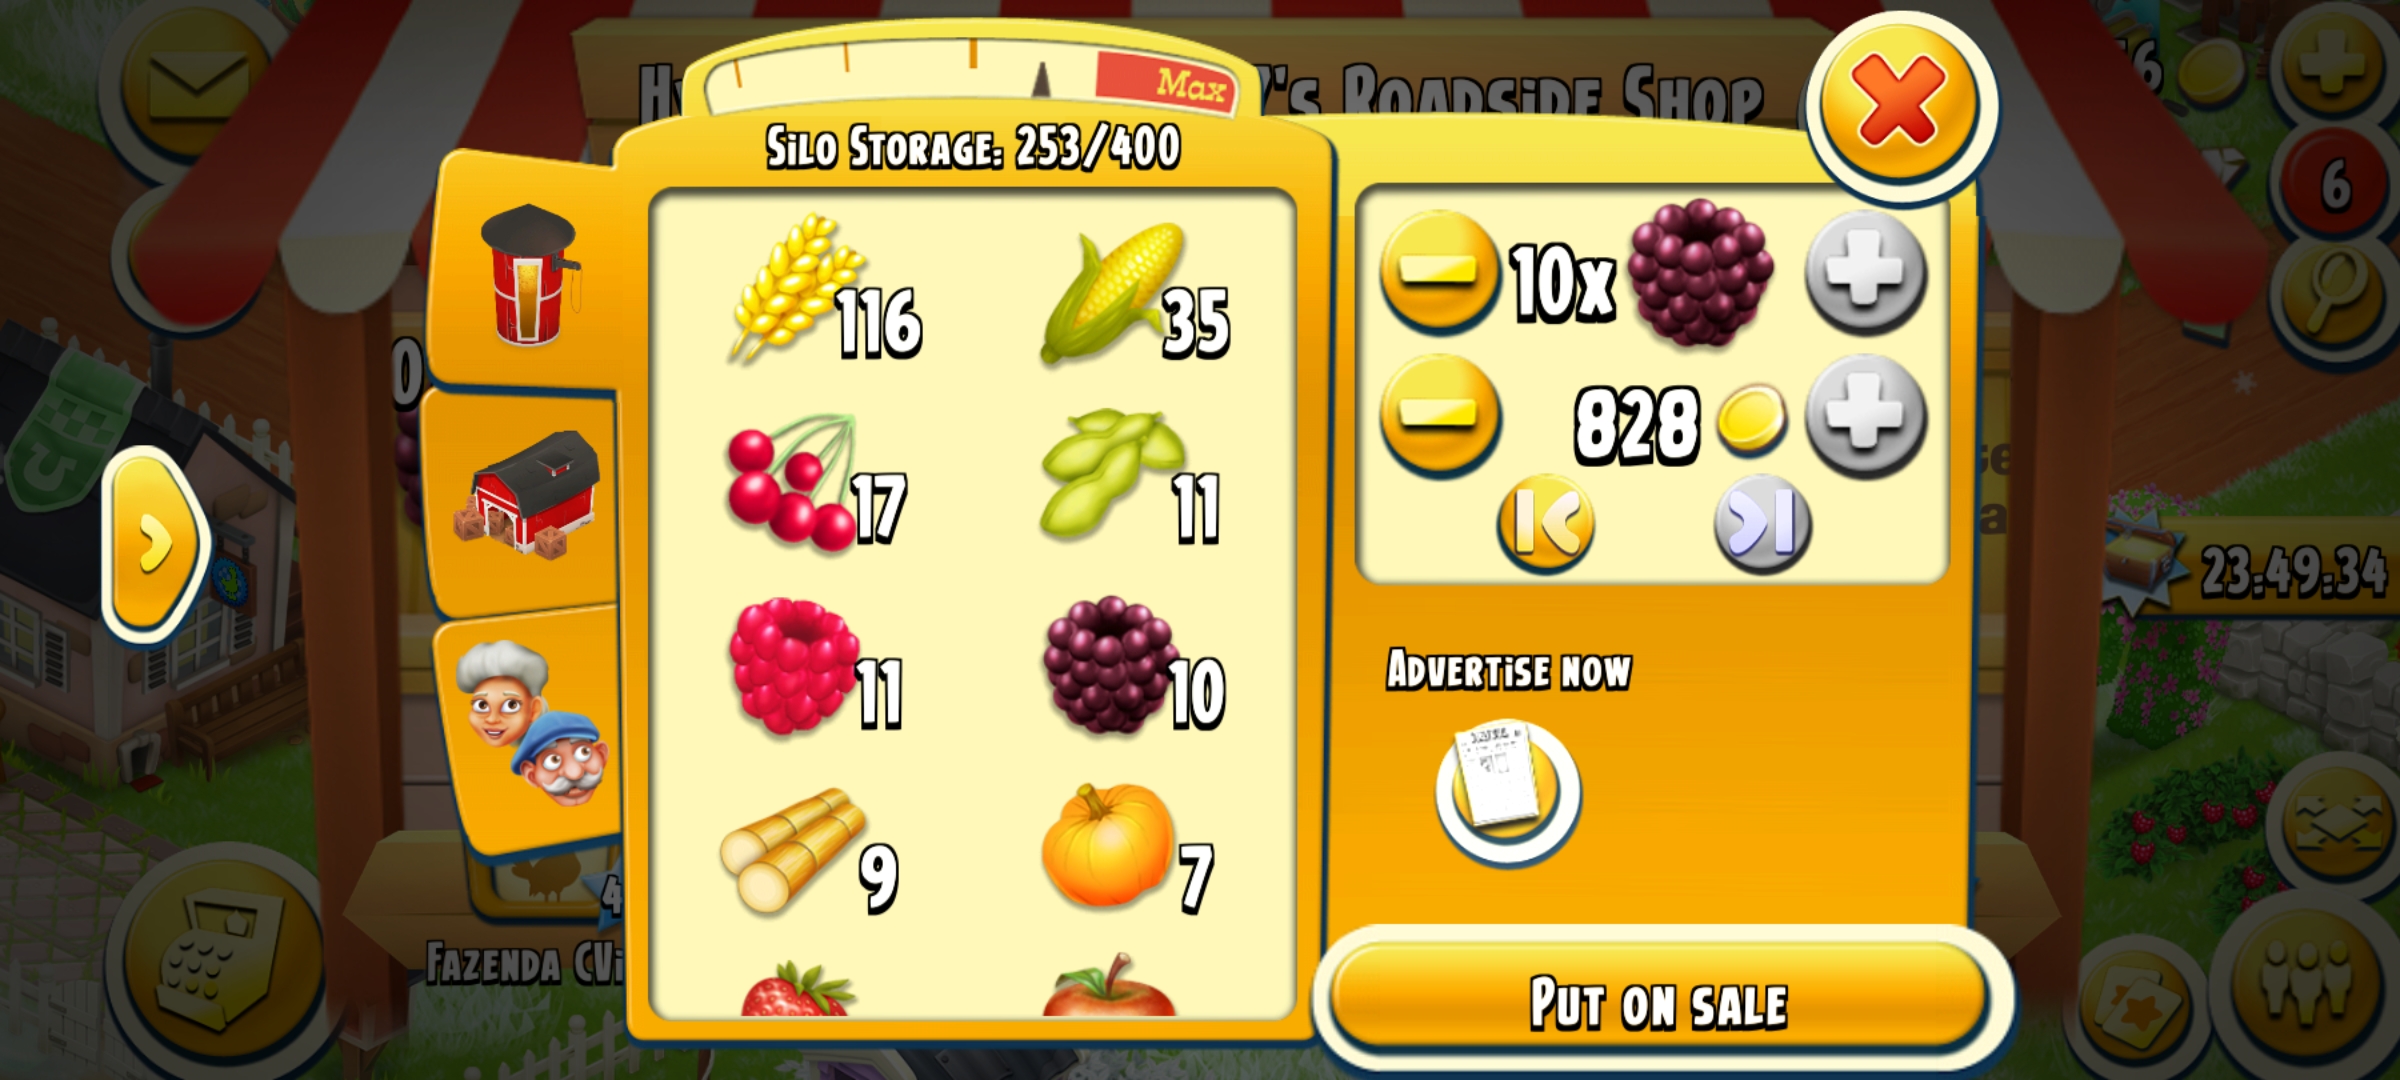 's Roadside Shop
Max
Silo Storage: 253/400
6
116
35
17
11
11
10
9
7
10x
828
Advertise now
Put on sale
23:49:34
Fazenda CVi